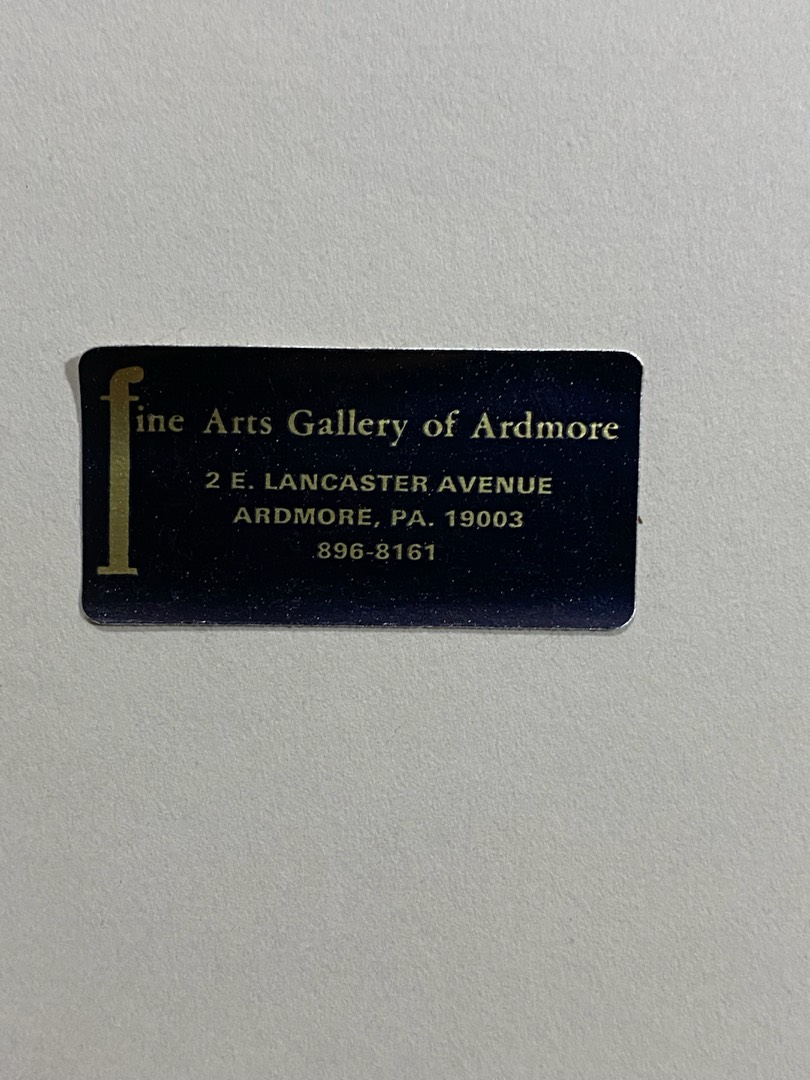 fine Arts Gallery of Ardmore
2 E. LANCASTER AVENUE
ARDMORE, PA. 19003
896-8161